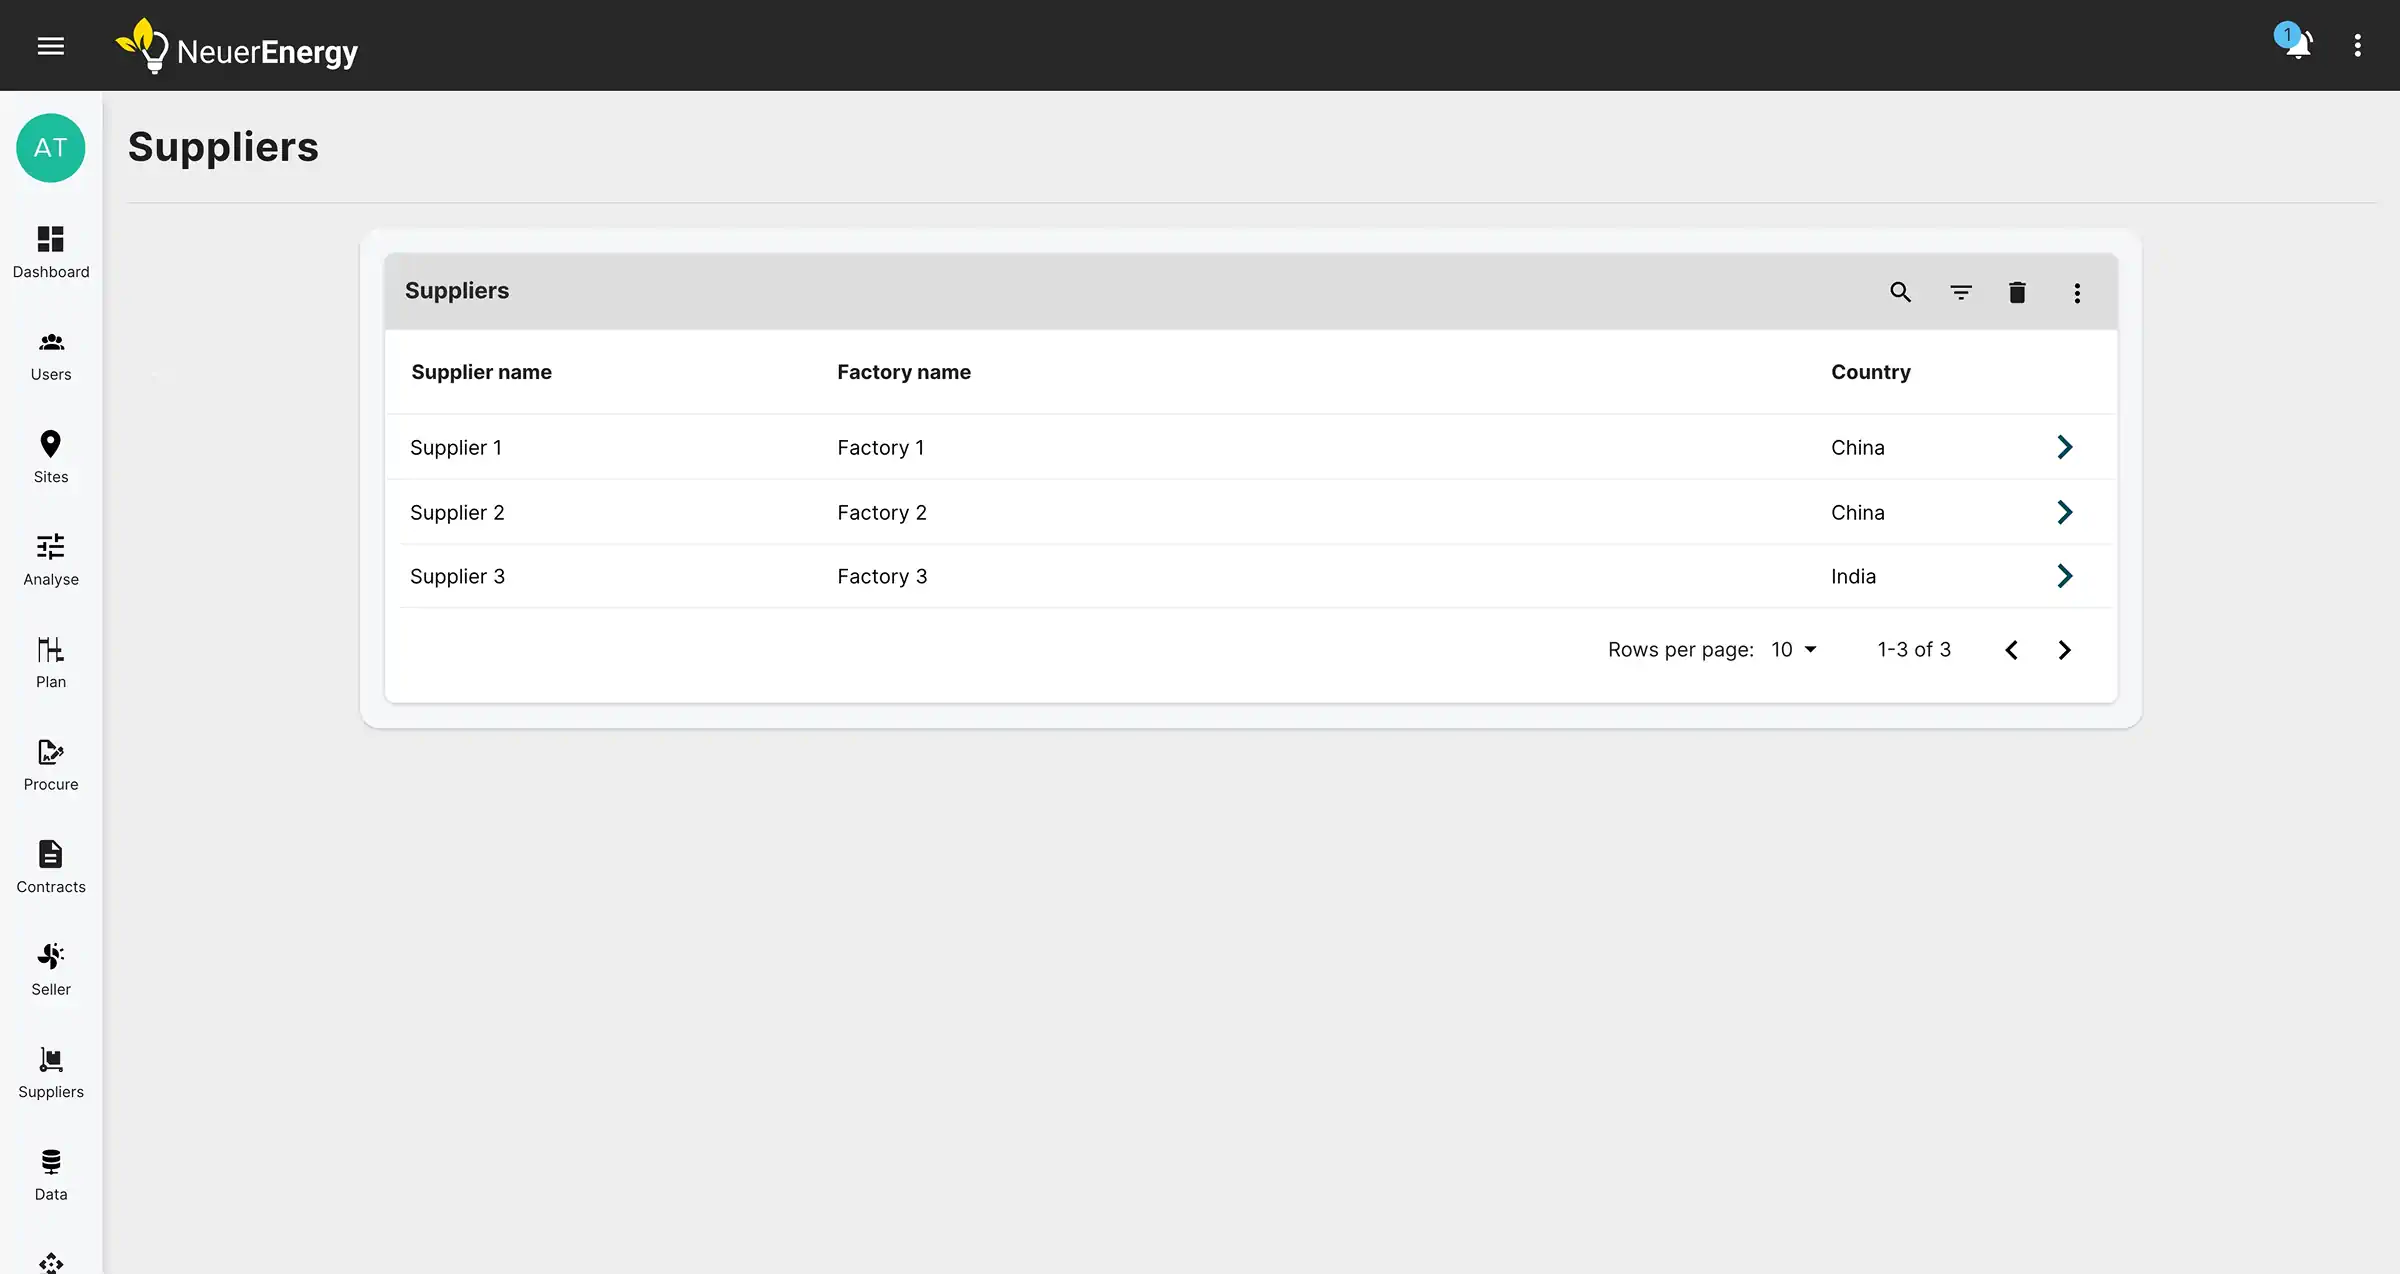 NeuerEnergy
1
AT
Suppliers
Dashboard
Users
Sites
Analyse
Plan
Procure
Contracts
Seller
Suppliers
Data
Suppliers
Supplier name Factory name Country
Supplier 1 Factory 1 China
Supplier 2 Factory 2 China
Supplier 3 Factory 3 India
Rows per page: 10 1-3 of 3